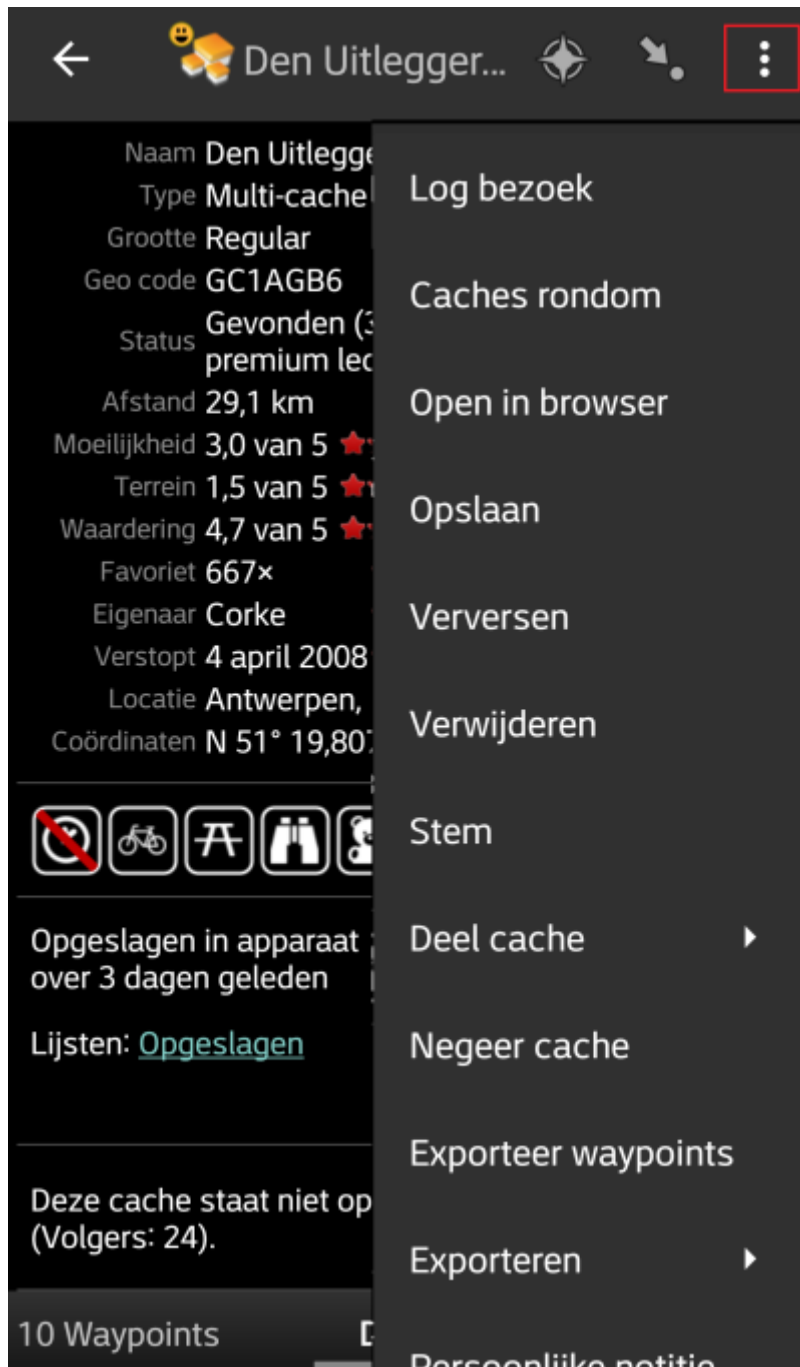 Den Uitlegger...
Naam Den Uitlegge
Type Multi-cache
Grootte Regular
Geo code GC1AGB6
Status Gevonden (3
premium led
Afstand 29,1 km
Moeilijkheid 3,0 van 5
Terrein 1,5 van 5
Waardering 4,7 van 5
Favoriet 667×
Eigenaar Corke
Verstopt 4 april 2008
Locatie Antwerpen,
Coördinaten N 51° 19,807
Opgeslagen in apparaat
over 3 dagen geleden
Lijsten: Opgeslagen
Deze cache staat niet op
(Volgers: 24).
10 Waypoints
Log bezoek
Caches rondom
Open in browser
Opslaan
Verversen
Verwijderen
Stem
Deel cache
Negeer cache
Exporteer waypoints
Exporteren
Persoonlijke notitie